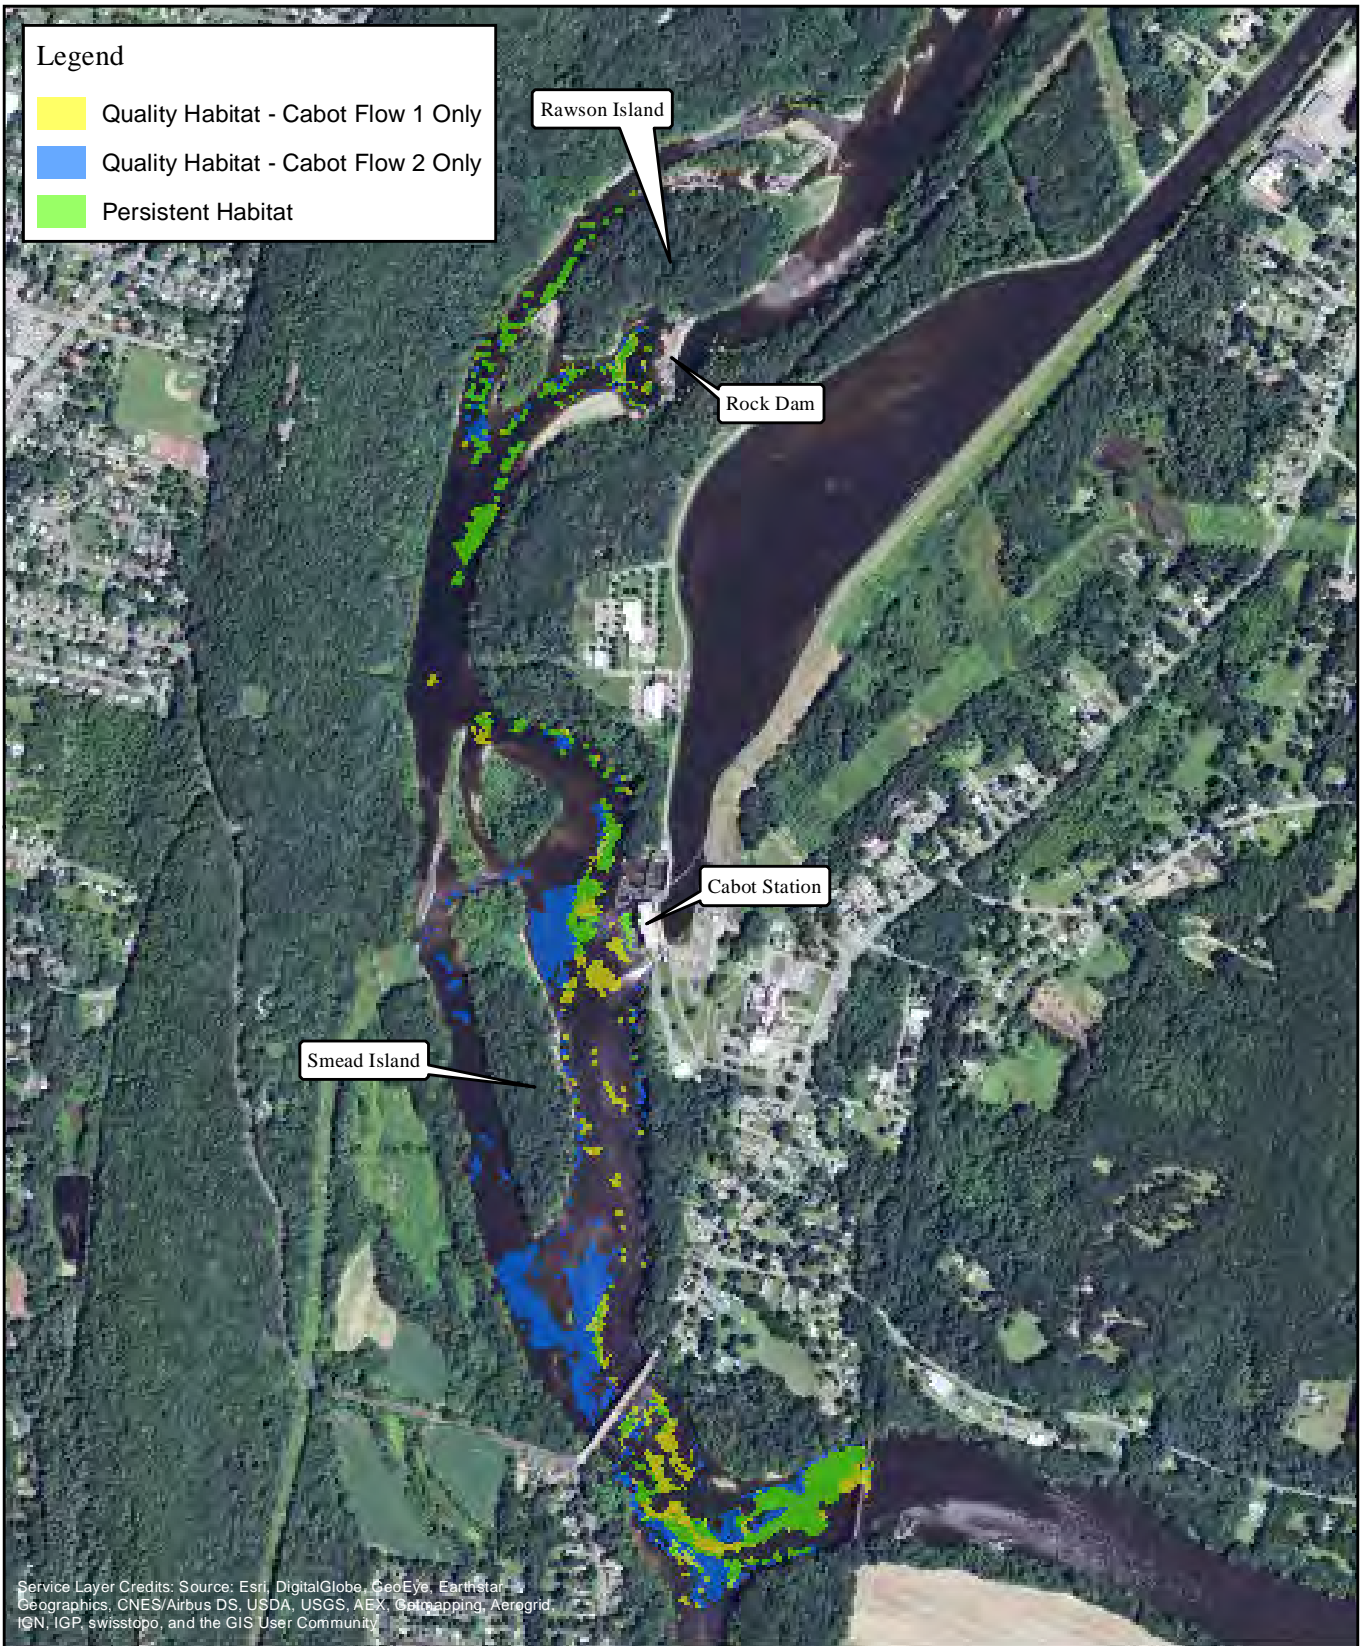 Legend
Quality Habitat - Cabot Flow 1 Only
Quality Habitat - Cabot Flow 2 Only
Persistent Habitat
Rawson Island
Rock Dam
Cabot Station
Smead Island
Service Layer Credits: Source: Esri, DigitalGlobe, GeoEye, Earthstar
Geographics, CNES/Airbus DS, USDA, USGS, AEX, Getmapping, Aerogrid,
IGN, IGP, swisstopo, and the GIS User Community